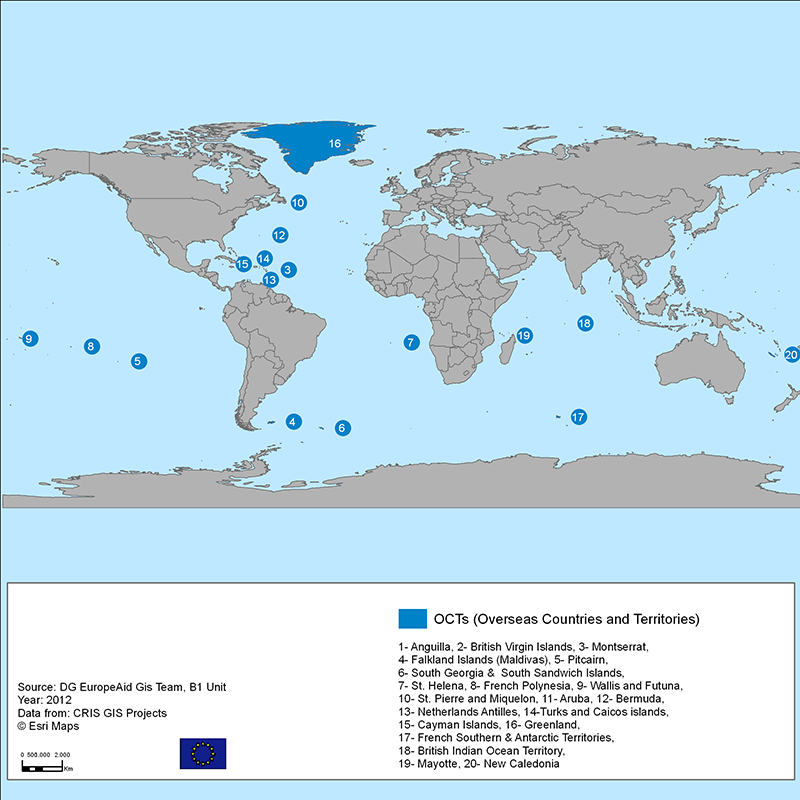 16
10
12
14
15
3
13
9
8
5
7
19
18
20
4
6
17
OCTs (Overseas Countries and Territories)
1- Anguilla, 2- British Virgin Islands, 3- Montserrat,
4- Falkland Islands (Maldivas), 5- Pitcairn,
6- South Georgia & South Sandwich Islands,
7- St. Helena, 8- French Polynesia, 9- Wallis and Futuna,
10- St. Pierre and Miquelon, 11- Aruba, 12- Bermuda,
13- Netherlands Antilles, 14-Turks and Caicos islands,
15- Cayman Islands, 16- Greenland,
17- French Southern & Antarctic Territories,
18- British Indian Ocean Territory,
19- Mayotte, 20- New Caledonia
Source: DG EuropeAid Gis Team, B1 Unit
Year: 2012
Data from: CRIS GIS Projects
© Esri Maps
0 500.000 2.000
Km